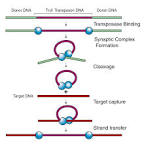 Donor DNA Tn5 Transposon DNA Donor DNA
Transposase Binding
Synaptic Complex
Formation
Cleavage
Target DNA
Target capture
Strand transfer